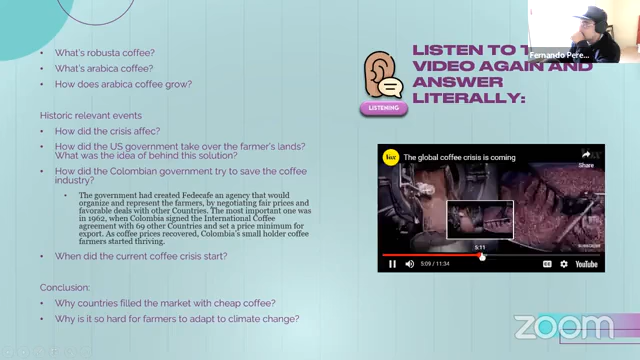 What's robusta coffee?
What's arabica coffee?
How does arabica coffee grow?
Historic relevant events
How did the crisis affec?
How did the US government take over the farmer's lands?
What was the idea of behind this solution?
How did the Colombian government try to save the coffee
industry?
The government had created Fedecafe an agency that would
organize and represent the farmers, by negotiating fair prices and
favorable deals with other Countries. The most important one was
in 1962, when Colombia signed the International Coffee
agreement with 69 other Countries and set a price minimum for
export. As coffee prices recovered, Colombia's small holder coffee
farmers started thriving.
When did the current coffee crisis start?
Conclusion:
Why countries filled the market with cheap coffee?
Why is it so hard for farmers to adapt to climate change?
LISTENING
LISTEN TO T
VIDEO AGAIN AND
ANSWER
LITERALLY:
Fernando Pere...
Vox
The global coffee crisis is coming
Share
5:11
5:09 / 11:34
CC
YouTube
zoom